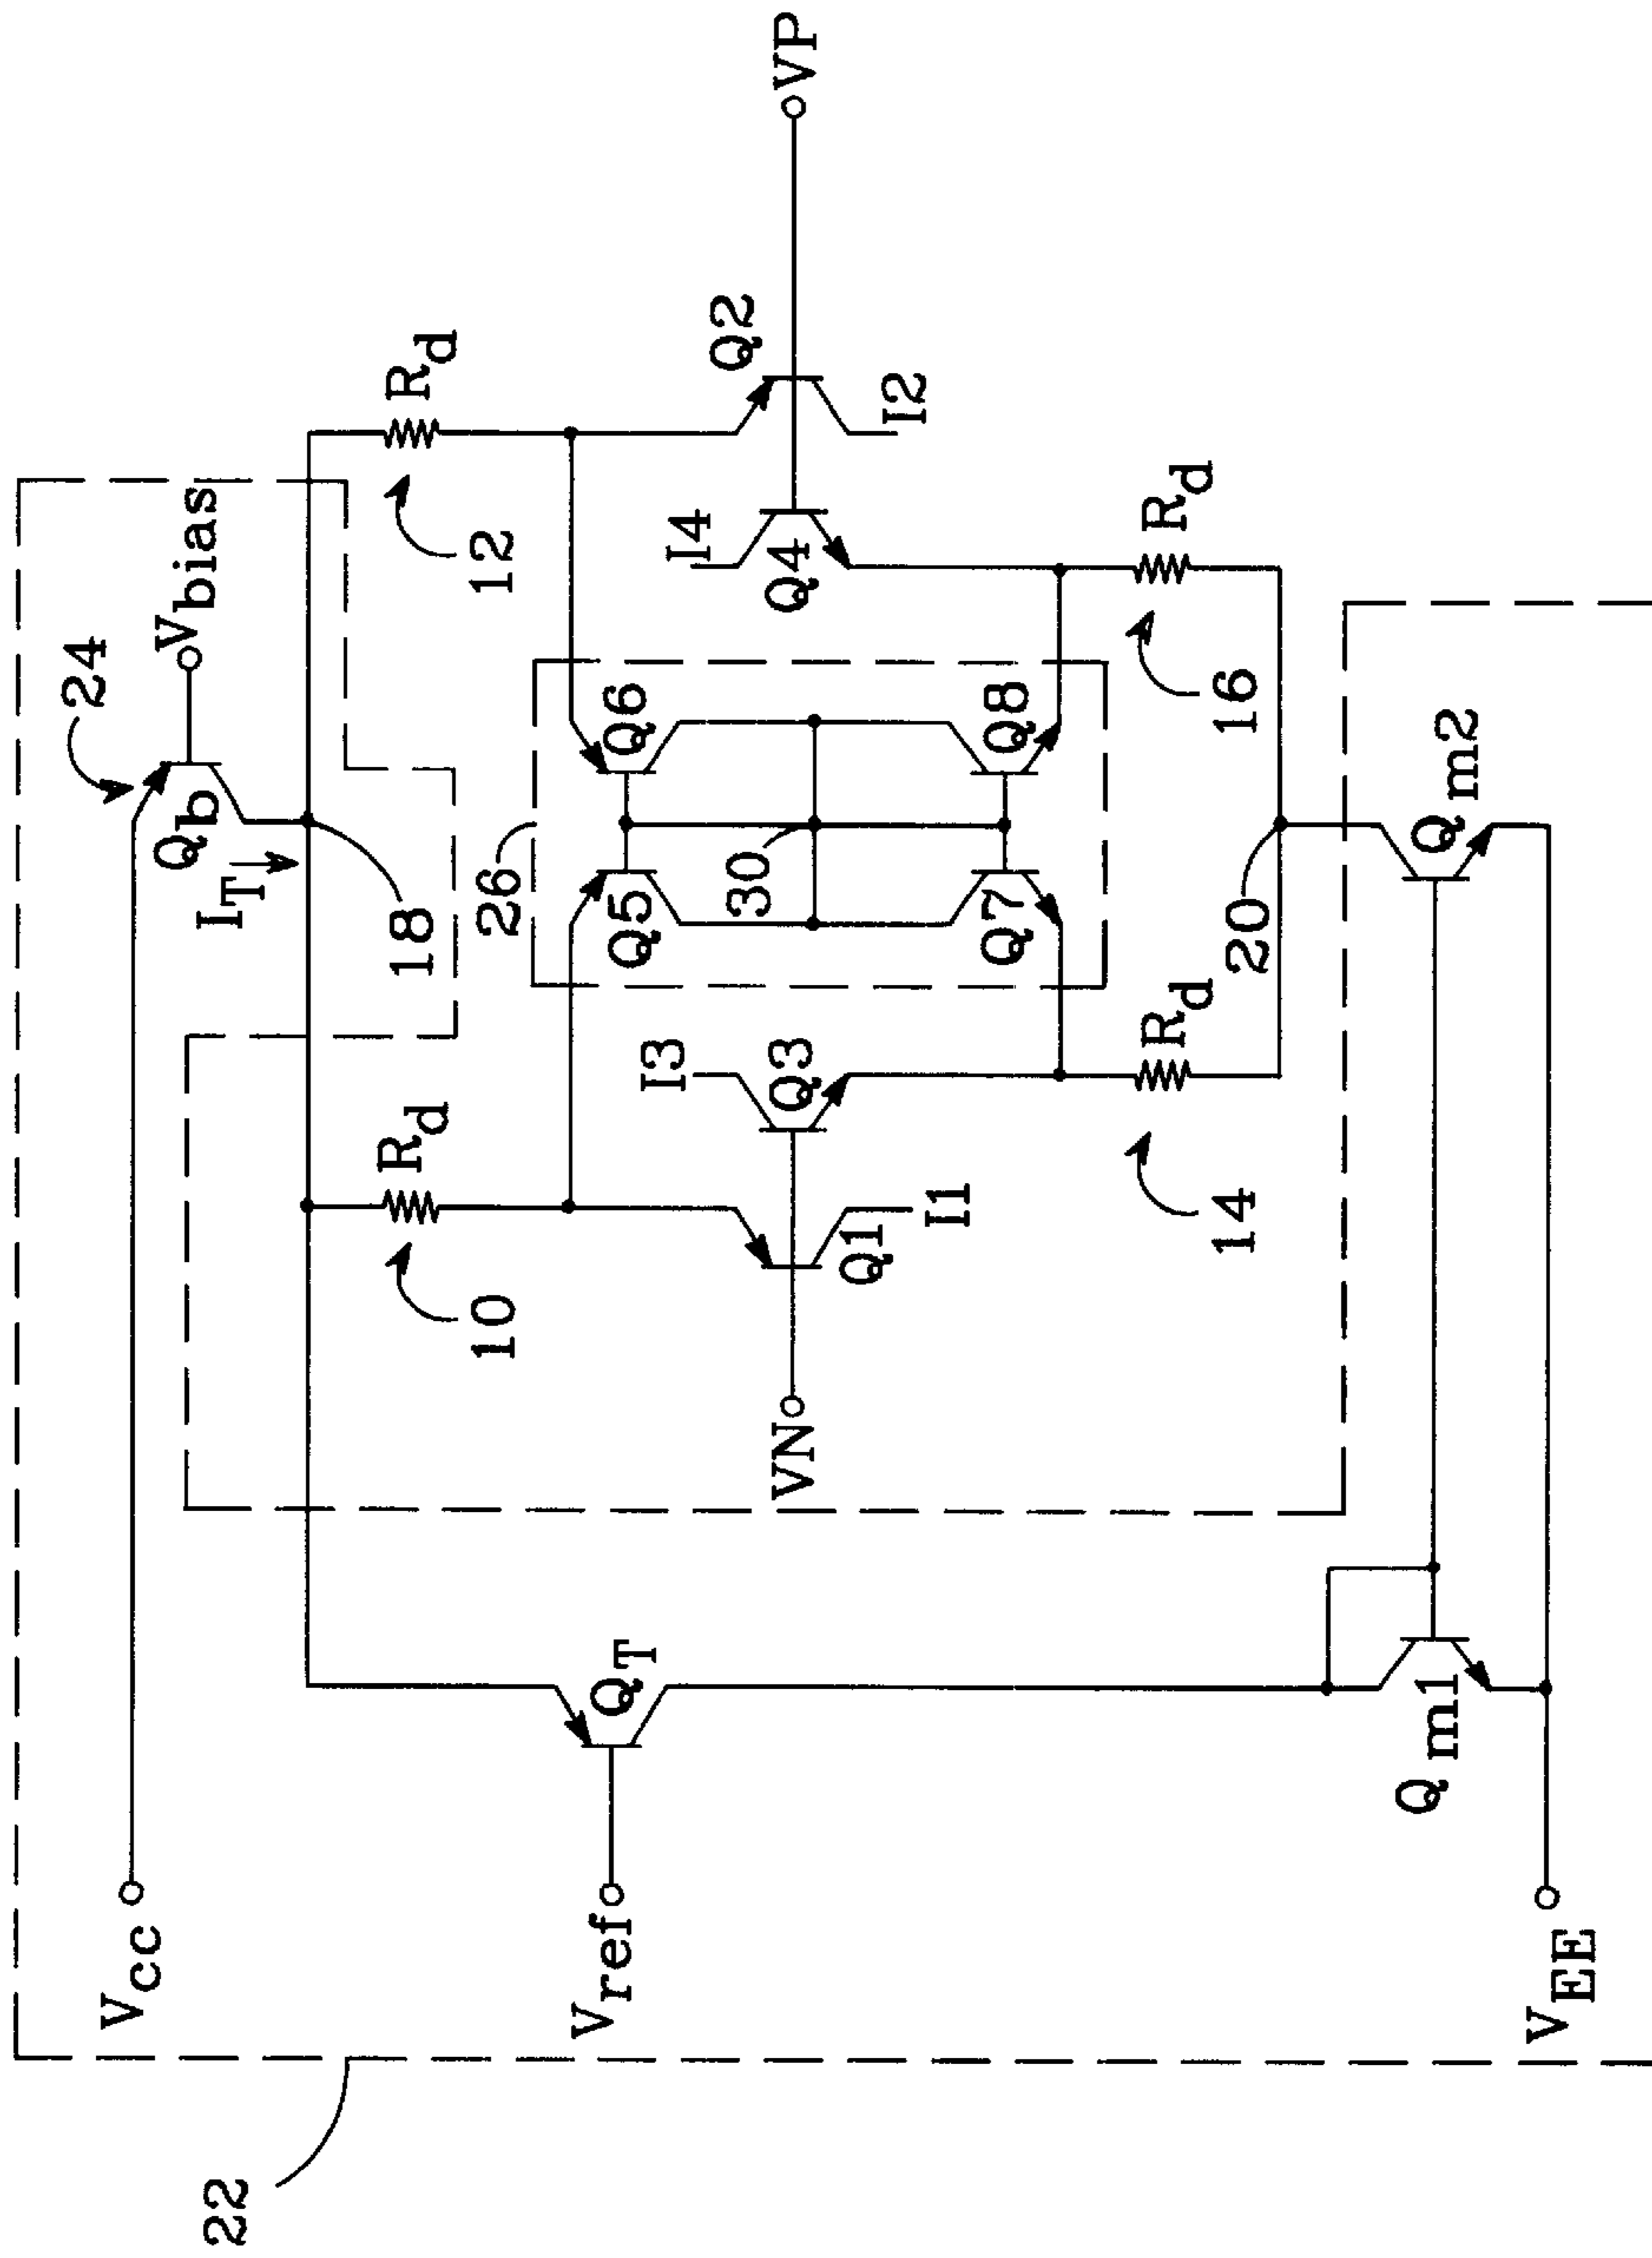 22
Vcc
24
Vbias
Qb
IT
18
Rd
10
Rd
12
26
Vref
QT
Q5
Q6
30
Q7
Q8
VN
Q1
I1
I3
Q3
I4
Q4
Q2
I2
VP
Rd
14
Rd
16
20
Qm1
Qm2
VEE